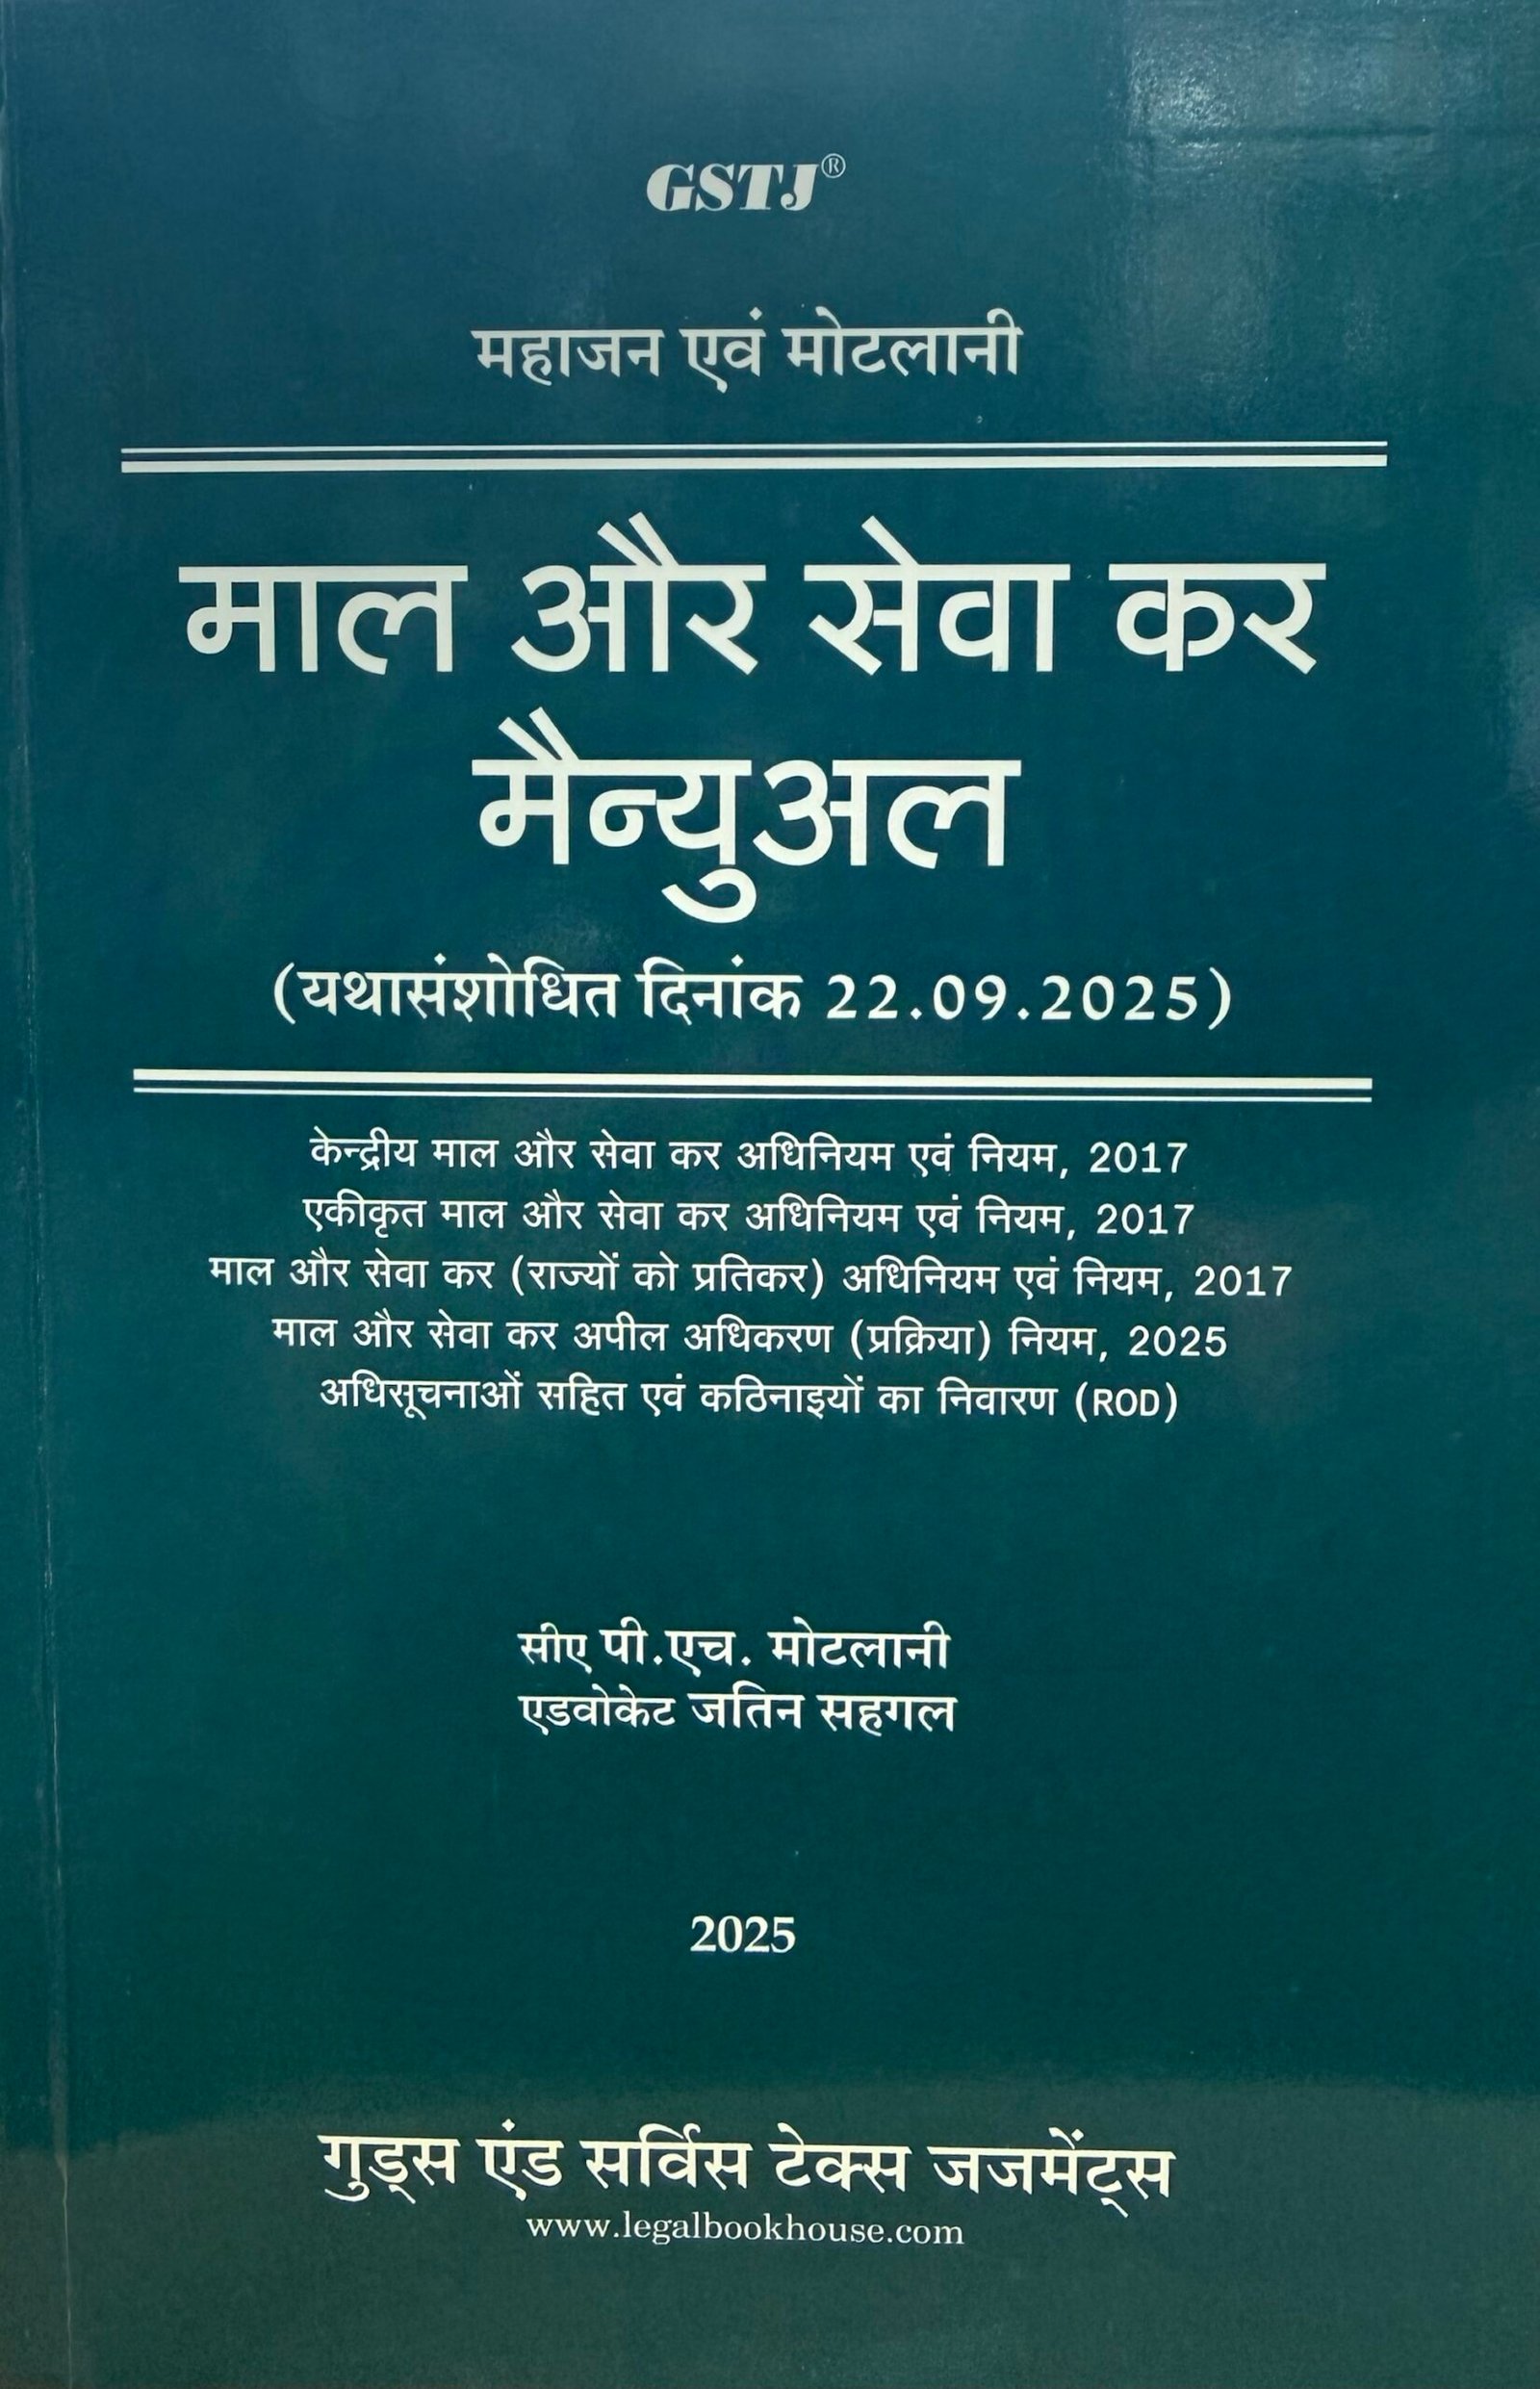 GSTJ®
महाजन एवं मोटलानी
माल और सेवा कर
मैन्युअल
(यथासंशोधित दिनांक 22.09.2025)
केन्द्रीय माल और सेवा कर अधिनियम एवं नियम, 2017
एकीकृत माल और सेवा कर अधिनियम एवं नियम, 2017
माल और सेवा कर (राज्यों को प्रतिकर) अधिनियम एवं नियम, 2017
माल और सेवा कर अपील अधिकरण (प्रक्रिया) नियम, 2025
अधिसूचनाओं सहित एवं कठिनाइयों का निवारण (ROD)
सीए पी.एच. मोटलानी
एडवोकेट जतिन सहगल
2025
गुड्स एंड सर्विस टेक्स जजमेंट्स
www.legalbookhouse.com